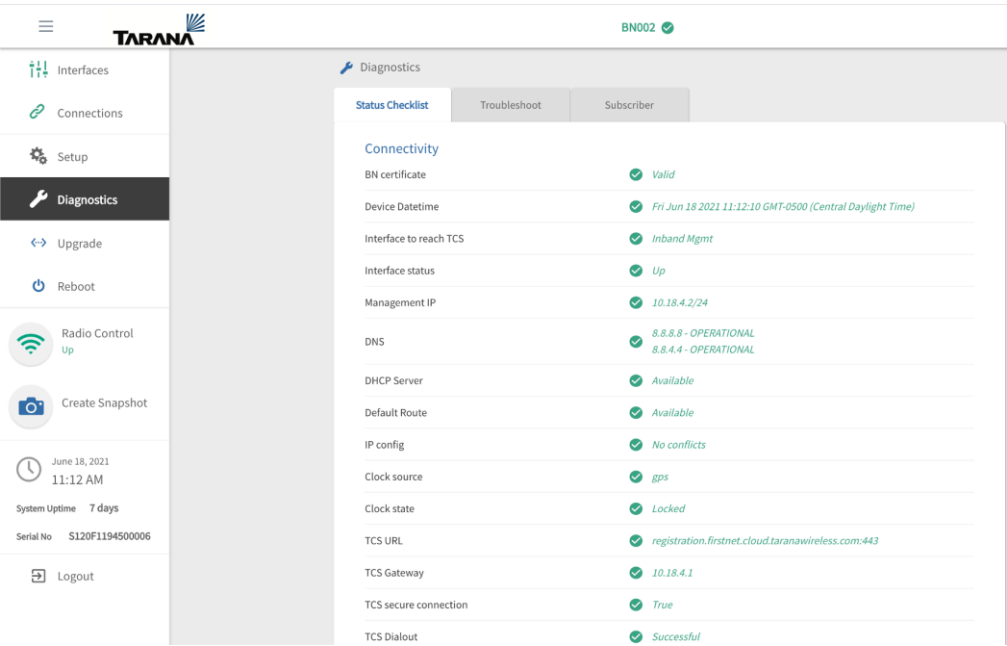 TARANA
BN002
Interfaces
Connections
Setup
Diagnostics
Upgrade
Reboot
Radio Control
Up
Create Snapshot
June 18, 2021
11:12 AM
System Uptime 7 days
Serial No S120F1194500006
Logout
Diagnostics
Status Checklist Troubleshoot Subscriber
Connectivity
BN certificate Valid
Device Datetime Fri Jun 18 2021 11:12:10 GMT-0500 (Central Daylight Time)
Interface to reach TCS Inband Mgmt
Interface status Up
Management IP 10.18.4.2/24
DNS 8.8.8.8 - OPERATIONAL
8.8.4.4 - OPERATIONAL
DHCP Server Available
Default Route Available
IP config No conflicts
Clock source gps
Clock state Locked
TCS URL registration.firstnet.cloud.taranawireless.com:443
TCS Gateway 10.18.4.1
TCS secure connection True
TCS Dialout Successful